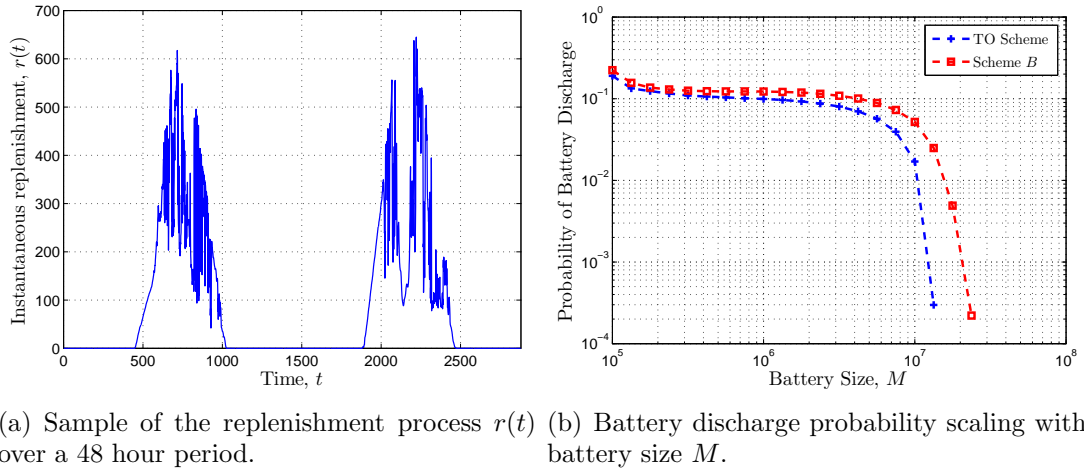 700
600
500
400
300
200
100
0
Instantaneous replenishment, r(t)
0 500 1000 1500 2000 2500
Time, t
10^0
10^{-1}
10^{-2}
10^{-3}
10^{-4}
Probability of Battery Discharge
TO Scheme
Scheme B
10^5 10^6 10^7 10^8
Battery Size, M
(a) Sample of the replenishment process r(t)
over a 48 hour period.
(b) Battery discharge probability scaling with
battery size M.